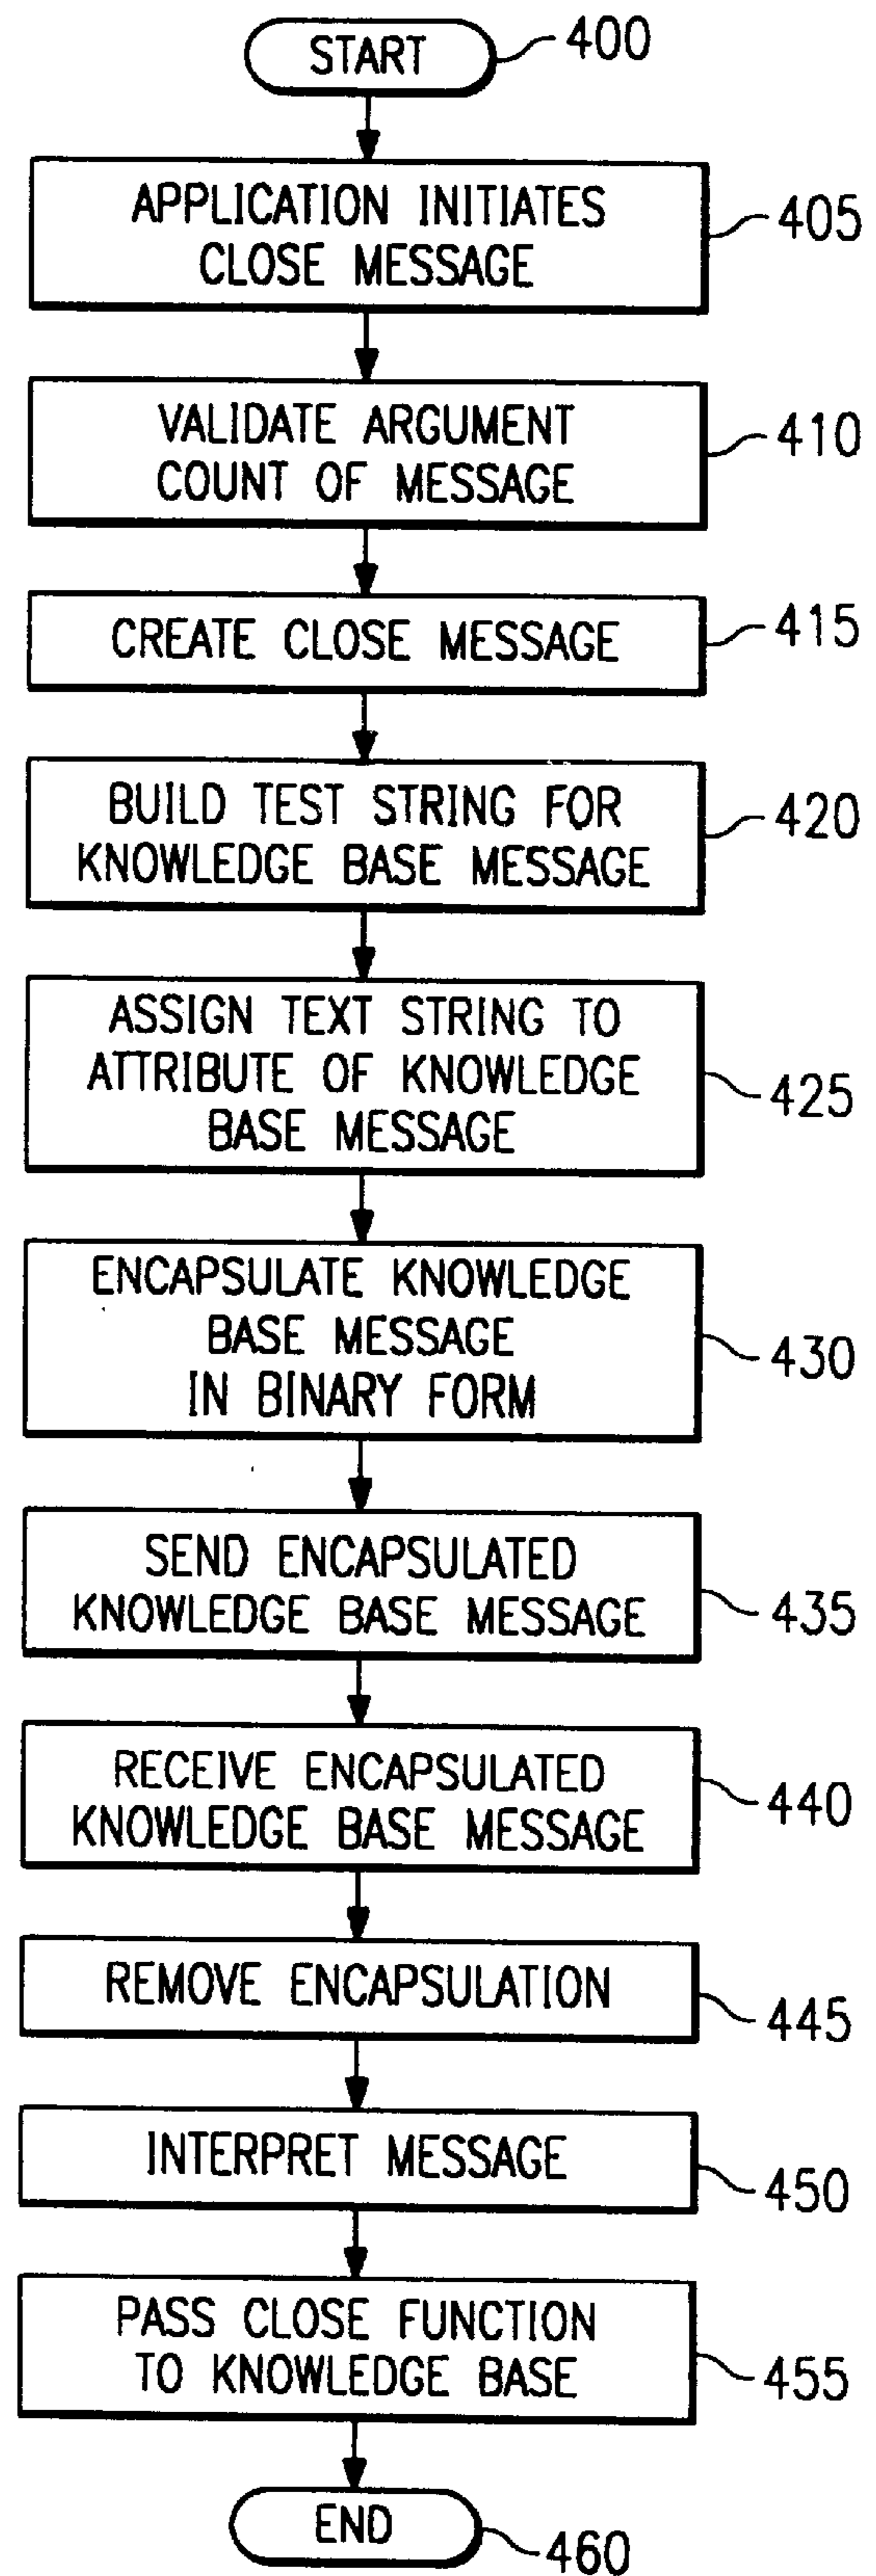 START
400
APPLICATION INITIATES
CLOSE MESSAGE
405
VALIDATE ARGUMENT
COUNT OF MESSAGE
410
CREATE CLOSE MESSAGE
415
BUILD TEST STRING FOR
KNOWLEDGE BASE MESSAGE
420
ASSIGN TEXT STRING TO
ATTRIBUTE OF KNOWLEDGE
BASE MESSAGE
425
ENCAPSULATE KNOWLEDGE
BASE MESSAGE
IN BINARY FORM
430
SEND ENCAPSULATED
KNOWLEDGE BASE MESSAGE
435
RECEIVE ENCAPSULATED
KNOWLEDGE BASE MESSAGE
440
REMOVE ENCAPSULATION
445
INTERPRET MESSAGE
450
PASS CLOSE FUNCTION
TO KNOWLEDGE BASE
455
END
460